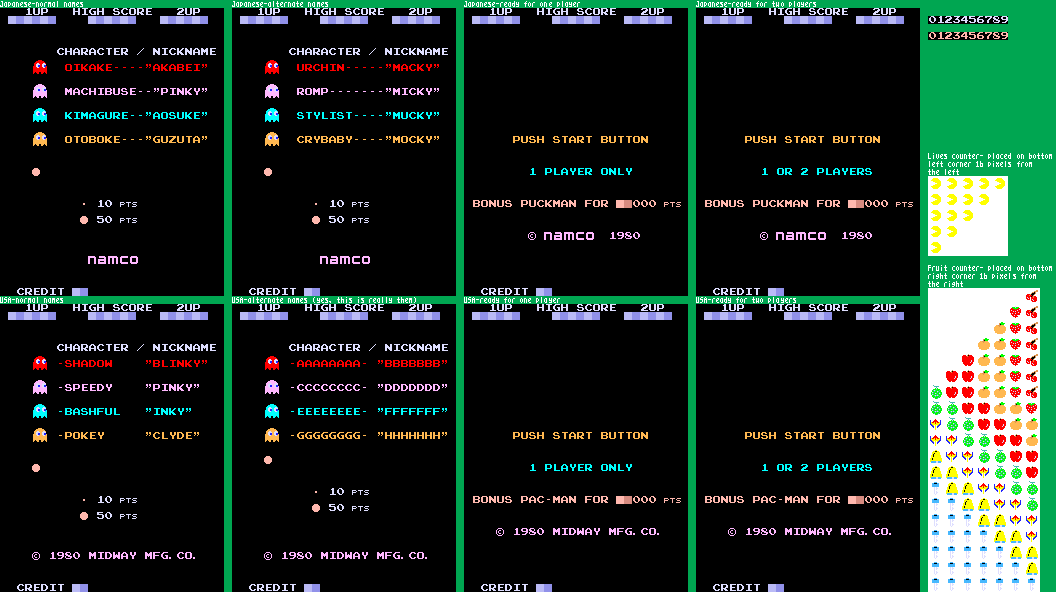 Japanese-normal names
1UP HIGH SCORE 2UP
CHARACTER / NICKNAME
OIKAKE----"AKABEI"
MACHIBUSE--"PINKY"
KIMAGURE--"AOSUKE"
OTOBOKE---"GUZUTA"
10 PTS
50 PTS
namco
CREDIT
Japanese-alternate names
1UP HIGH SCORE 2UP
CHARACTER / NICKNAME
URCHIN-----"MACKY"
ROMP-------"MICKY"
STYLIST----"MUCKY"
CRYBABY----"MOCKY"
10 PTS
50 PTS
namco
CREDIT
Japanese-ready for one player
1UP HIGH SCORE 2UP
PUSH START BUTTON
1 PLAYER ONLY
BONUS PUCKMAN FOR 000 PTS
© namco 1980
CREDIT
Japanese-ready for two players
1UP HIGH SCORE 2UP
PUSH START BUTTON
1 OR 2 PLAYERS
BONUS PUCKMAN FOR 000 PTS
© namco 1980
CREDIT
0123456789
0123456789
Lives counter- placed on bottom
left corner 16 pixels from
the left
Fruit counter- placed on bottom
right corner 16 pixels from
the right
USA-normal names
1UP HIGH SCORE 2UP
CHARACTER / NICKNAME
-SHADOW "BLINKY"
-SPEEDY "PINKY"
-BASHFUL "INKY"
-POKEY "CLYDE"
10 PTS
50 PTS
© 1980 MIDWAY MFG. CO.
CREDIT
USA-alternate names (yes, this is really them)
1UP HIGH SCORE 2UP
CHARACTER / NICKNAME
-AAAAAAAA- "BBBBBBB"
-CCCCCCCC- "DDDDDDD"
-EEEEEEEE- "FFFFFFF"
-GGGGGGGG- "HHHHHHH"
10 PTS
50 PTS
© 1980 MIDWAY MFG. CO.
CREDIT
USA-ready for one player
1UP HIGH SCORE 2UP
PUSH START BUTTON
1 PLAYER ONLY
BONUS PAC-MAN FOR 000 PTS
© 1980 MIDWAY MFG. CO.
CREDIT
USA-ready for two players
1UP HIGH SCORE 2UP
PUSH START BUTTON
1 OR 2 PLAYERS
BONUS PAC-MAN FOR 000 PTS
© 1980 MIDWAY MFG. CO.
CREDIT